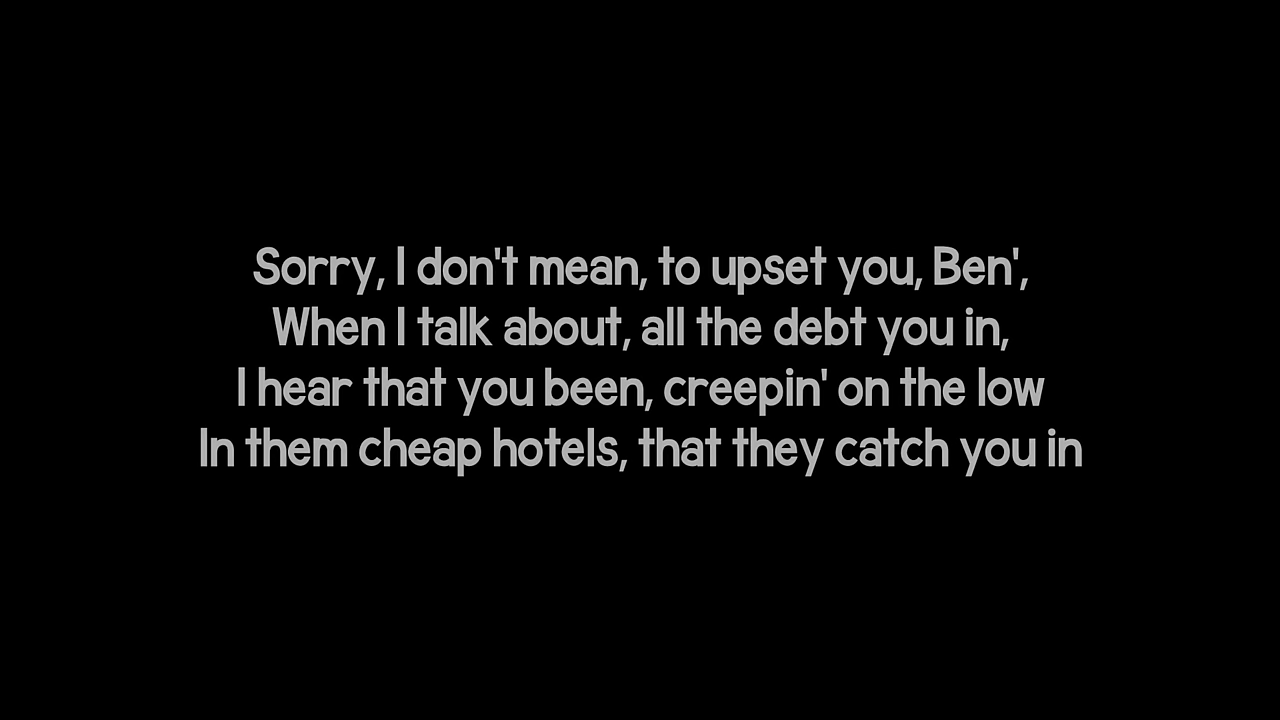 Sorry, I don't mean, to upset you, Ben',
When I talk about, all the debt you in,
I hear that you been, creepin' on the low
In them cheap hotels, that they catch you in